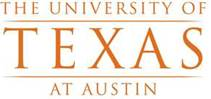 THE UNIVERSITY OF
TEXAS
AT AUSTIN